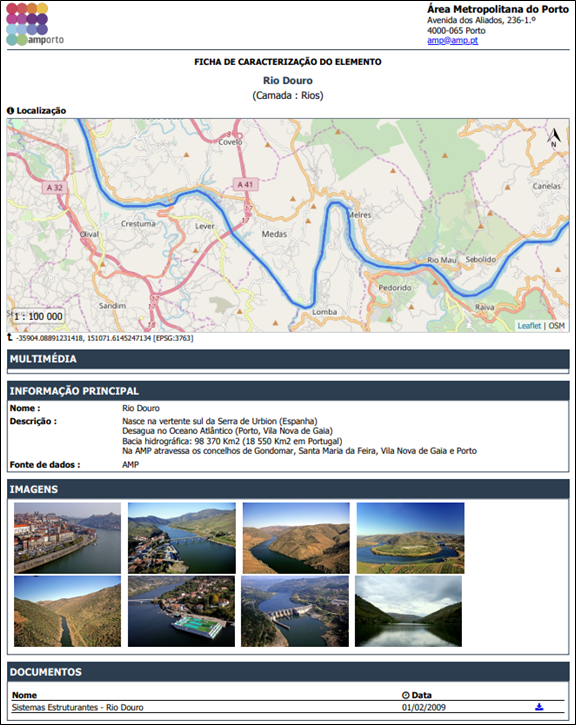 amporto
Área Metropolitana do Porto
Avenida dos Aliados, 236-1.º
4000-065 Porto
amp@amp.pt
FICHA DE CARACTERIZAÇÃO DO ELEMENTO
Rio Douro
(Camada : Rios)
Localização
Covelo
N
A 32
A 41
Canelas
Crestuma
Lever
Melres
Olival
Medas
17
Rio Mau
Sebolido
Pedorido
Sandim
Lomba
Raiva
1 : 100 000
Leaflet | OSM
-35904.08891231418, 151071.6145247134 [EPSG:3763]
MULTIMÉDIA
INFORMAÇÃO PRINCIPAL
Nome : Rio Douro
Descrição : Nasce na vertente sul da Serra de Urbion (Espanha)
Desagua no Oceano Atlântico (Porto, Vila Nova de Gaia)
Bacia hidrográfica: 98 370 Km2 (18 550 Km2 em Portugal)
Na AMP atravessa os concelhos de Gondomar, Santa Maria da Feira, Vila Nova de Gaia e Porto
Fonte de dados : AMP
IMAGENS
DOCUMENTOS
Nome Data
Sistemas Estruturantes - Rio Douro 01/02/2009